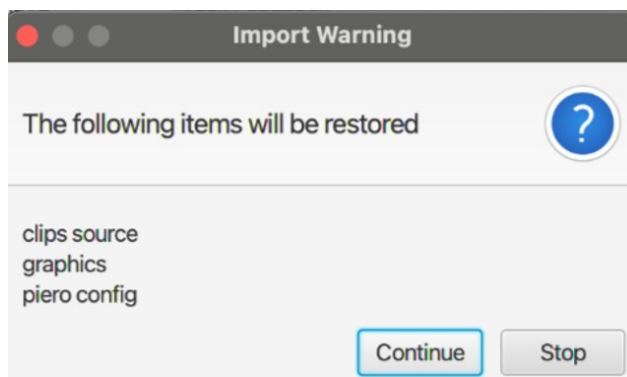 Import Warning
The following items will be restored
?
clips source
graphics
piero config
Continue Stop